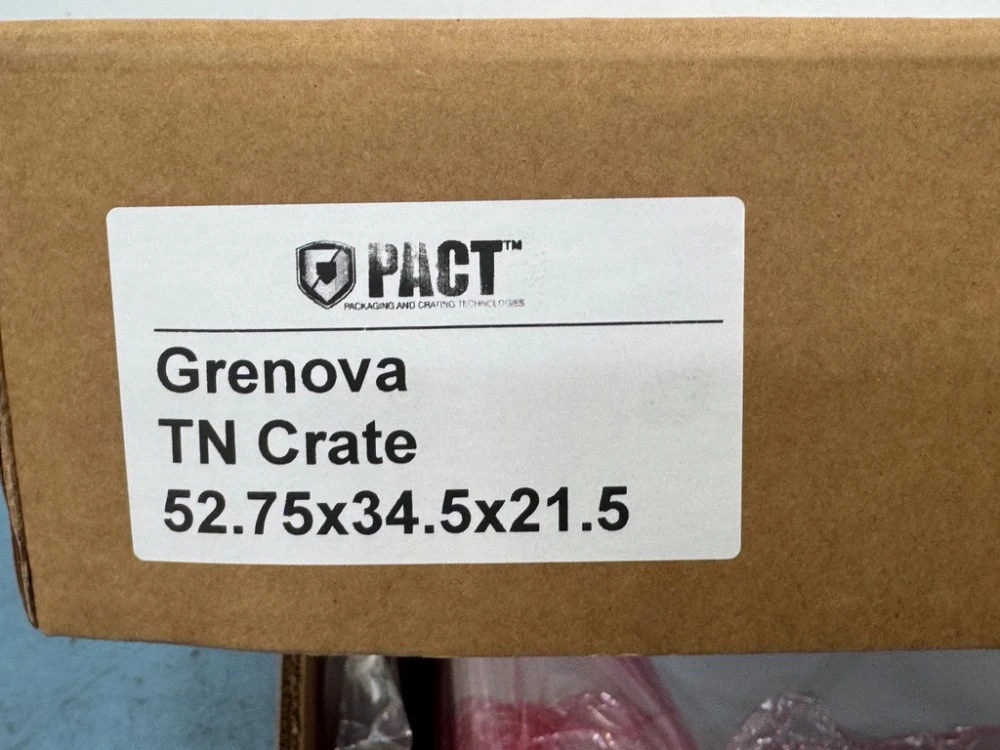 PACT™
PACKAGING AND CRATING TECHNOLOGIES
Grenova
TN Crate
52.75x34.5x21.5